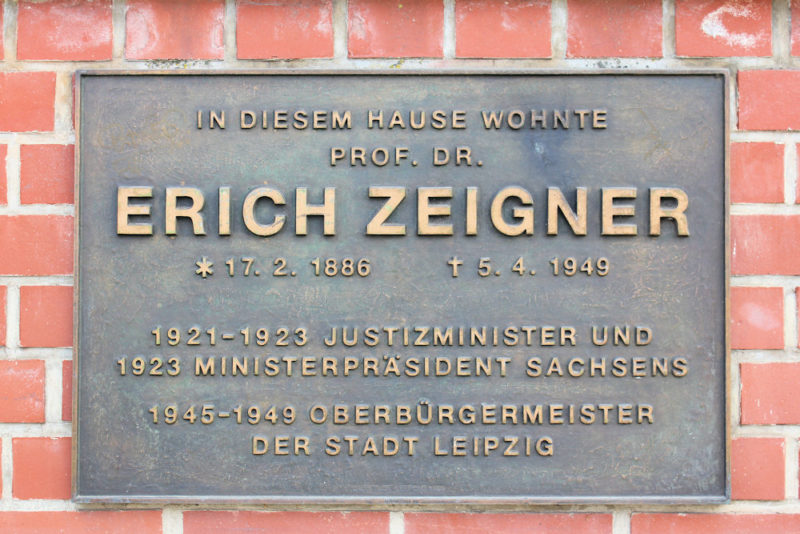 IN DIESEM HAUSE WOHNTE
PROF. DR.
ERICH ZEIGNER
* 17. 2. 1886 † 5. 4. 1949
1921-1923 JUSTIZMINISTER UND
1923 MINISTERPRÄSIDENT SACHSENS
1945-1949 OBERBÜRGERMEISTER
DER STADT LEIPZIG